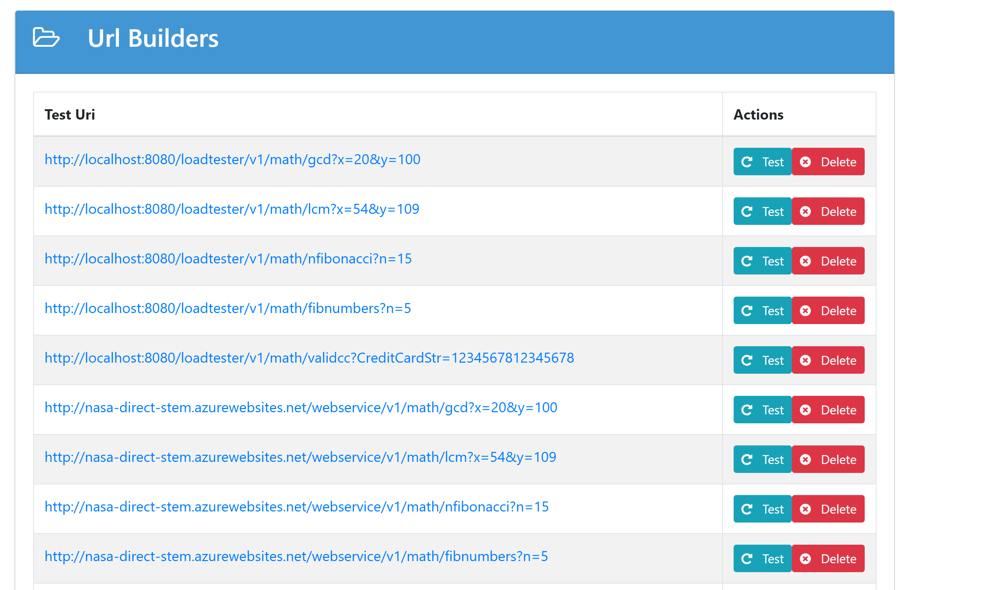 Url Builders
Test Uri Actions
http://localhost:8080/loadtester/v1/math/gcd?x=20&y=100 Test Delete
http://localhost:8080/loadtester/v1/math/lcm?x=54&y=109 Test Delete
http://localhost:8080/loadtester/v1/math/nfibonacci?n=15 Test Delete
http://localhost:8080/loadtester/v1/math/fibnumbers?n=5 Test Delete
http://localhost:8080/loadtester/v1/math/validcc?CreditCardStr=1234567812345678 Test Delete
http://nasa-direct-stem.azurewebsites.net/webservice/v1/math/gcd?x=20&y=100 Test Delete
http://nasa-direct-stem.azurewebsites.net/webservice/v1/math/lcm?x=54&y=109 Test Delete
http://nasa-direct-stem.azurewebsites.net/webservice/v1/math/nfibonacci?n=15 Test Delete
http://nasa-direct-stem.azurewebsites.net/webservice/v1/math/fibnumbers?n=5 Test Delete